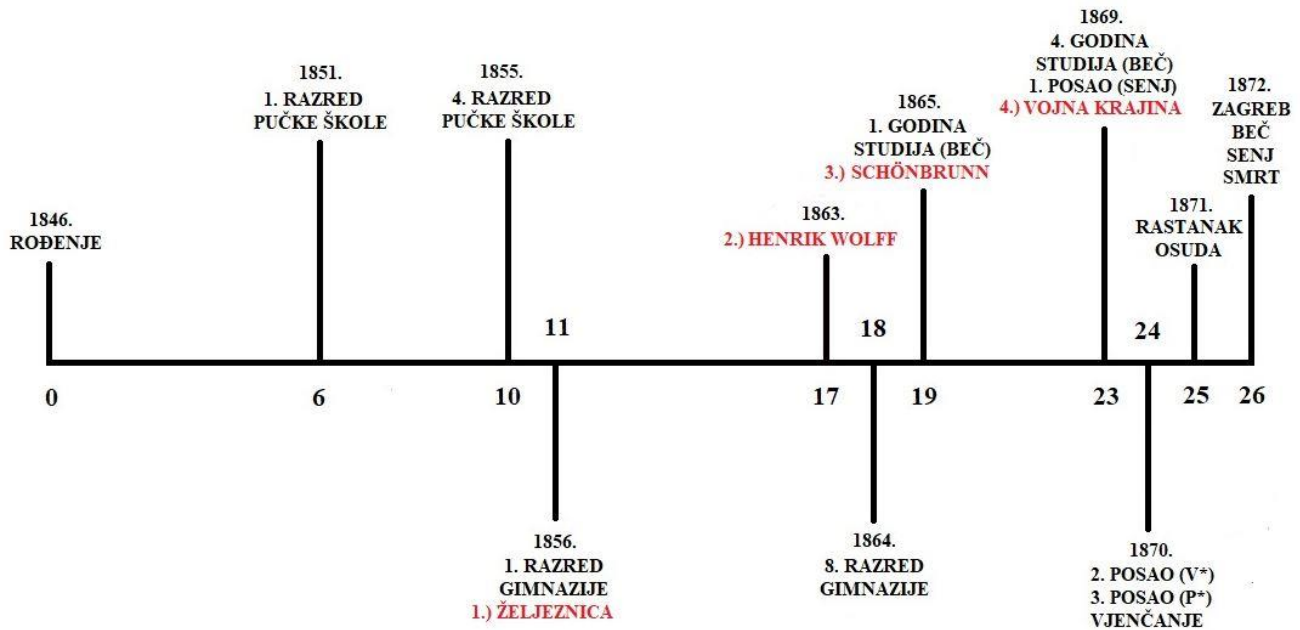 1846.
ROĐENJE
1851.
1. RAZRED
PUČKE ŠKOLE
1855.
4. RAZRED
PUČKE ŠKOLE
1863.
2.) HENRIK WOLFF
1865.
1. GODINA
STUDIJA (BEČ)
3.) SCHÖNBRUNN
1869.
4. GODINA
STUDIJA (BEČ)
1. POSAO (SENJ)
4.) VOJNA KRAJINA
1871.
RASTANAK
OSUDA
1872.
ZAGREB
BEČ
SENJ
SMRT
11
18
24
0
6
10
17
19
23
25
26
1856.
1. RAZRED
GIMNAZIJE
1.) ŽELJEZNICA
1864.
8. RAZRED
GIMNAZIJE
1870.
2. POSAO (V*)
3. POSAO (P*)
VJENČANJE